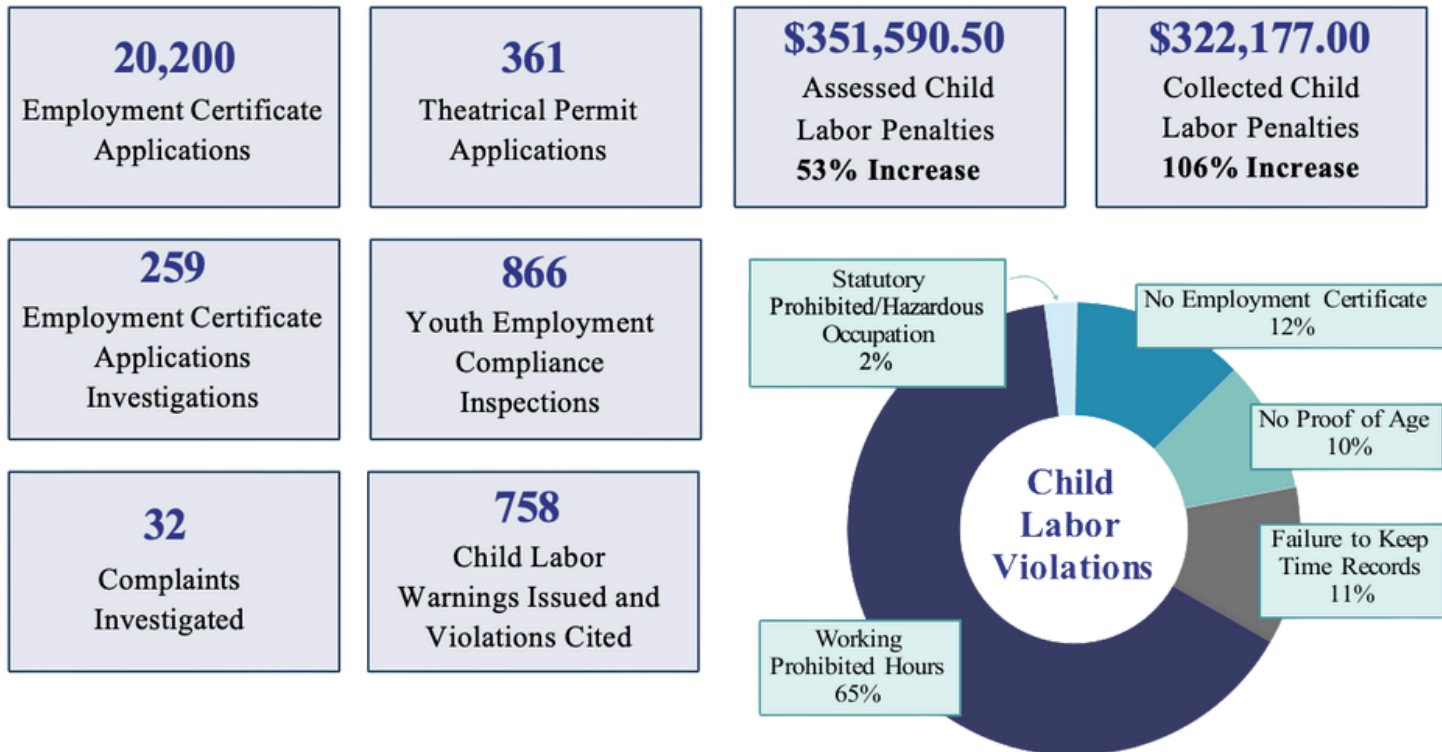 20,200
Employment Certificate
Applications
361
Theatrical Permit
Applications
$351,590.50
Assessed Child
Labor Penalties
53% Increase
$322,177.00
Collected Child
Labor Penalties
106% Increase
259
Employment Certificate
Applications
Investigations
866
Youth Employment
Compliance
Inspections
32
Complaints
Investigated
758
Child Labor
Warnings Issued and
Violations Cited
Statutory
Prohibited/Hazardous
Occupation
2%
No Employment Certificate
12%
No Proof of Age
10%
Child
Labor
Violations
Failure to Keep
Time Records
11%
Working
Prohibited Hours
65%